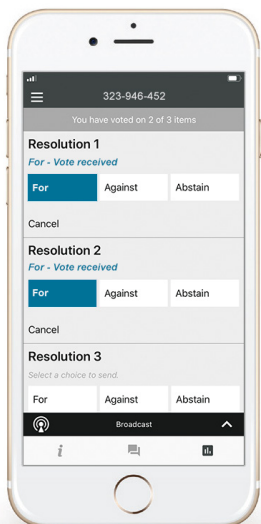 323-946-452
You have voted on 2 of 3 items
Resolution 1
For - Vote received
For Against Abstain
Cancel
Resolution 2
For - Vote received
For Against Abstain
Cancel
Resolution 3
Select a choice to send.
For Against Abstain
Broadcast
i